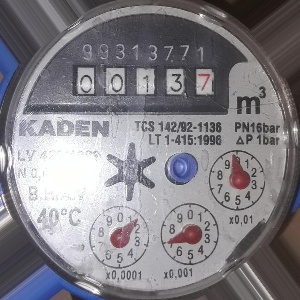 99313771
00137
m³
KADEN
TCS 142/92-1136 PN16bar
LT 1-415:1996 △P 1bar
40°C
x0,01
x0,0001
x0,001